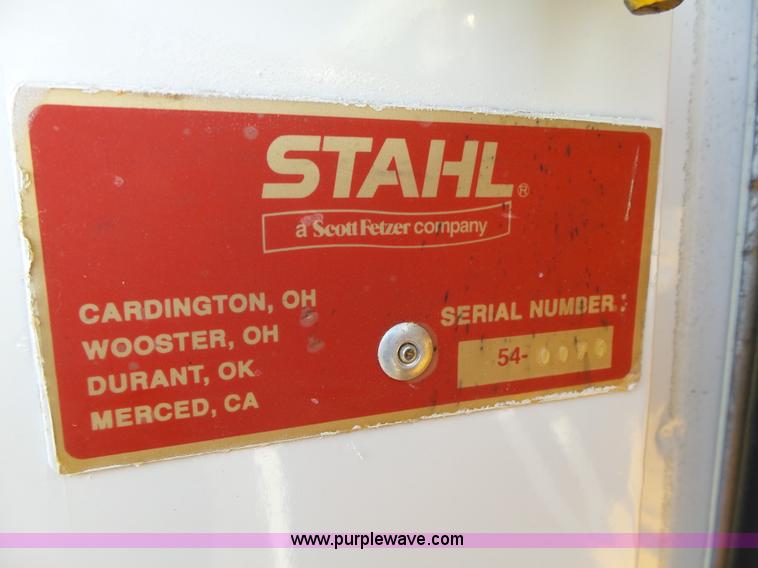 STAHL®
a Scott Fetzer company
CARDINGTON, OH
WOOSTER, OH
DURANT, OK
MERCED, CA
SERIAL NUMBER:
54-
www.purplewave.com